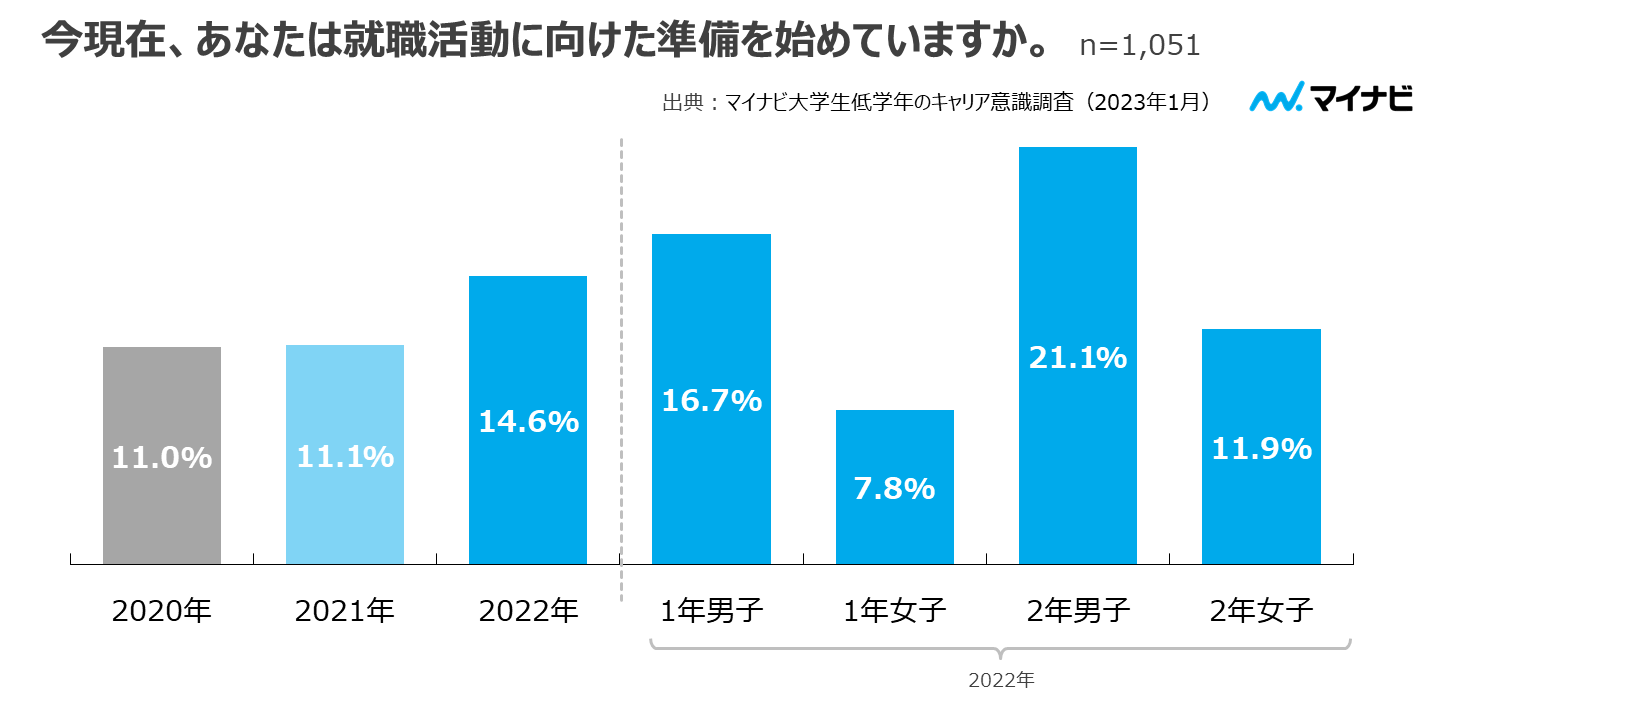 今現在、あなたは就職活動に向けた準備を始めていますか。 n=1,051
出典：マイナビ大学生低学年のキャリア意識調査（2023年1月） マイナビ
11.0% 11.1% 14.6% 16.7% 7.8% 21.1% 11.9%
2020年 2021年 2022年 1年男子 1年女子 2年男子 2年女子
2022年